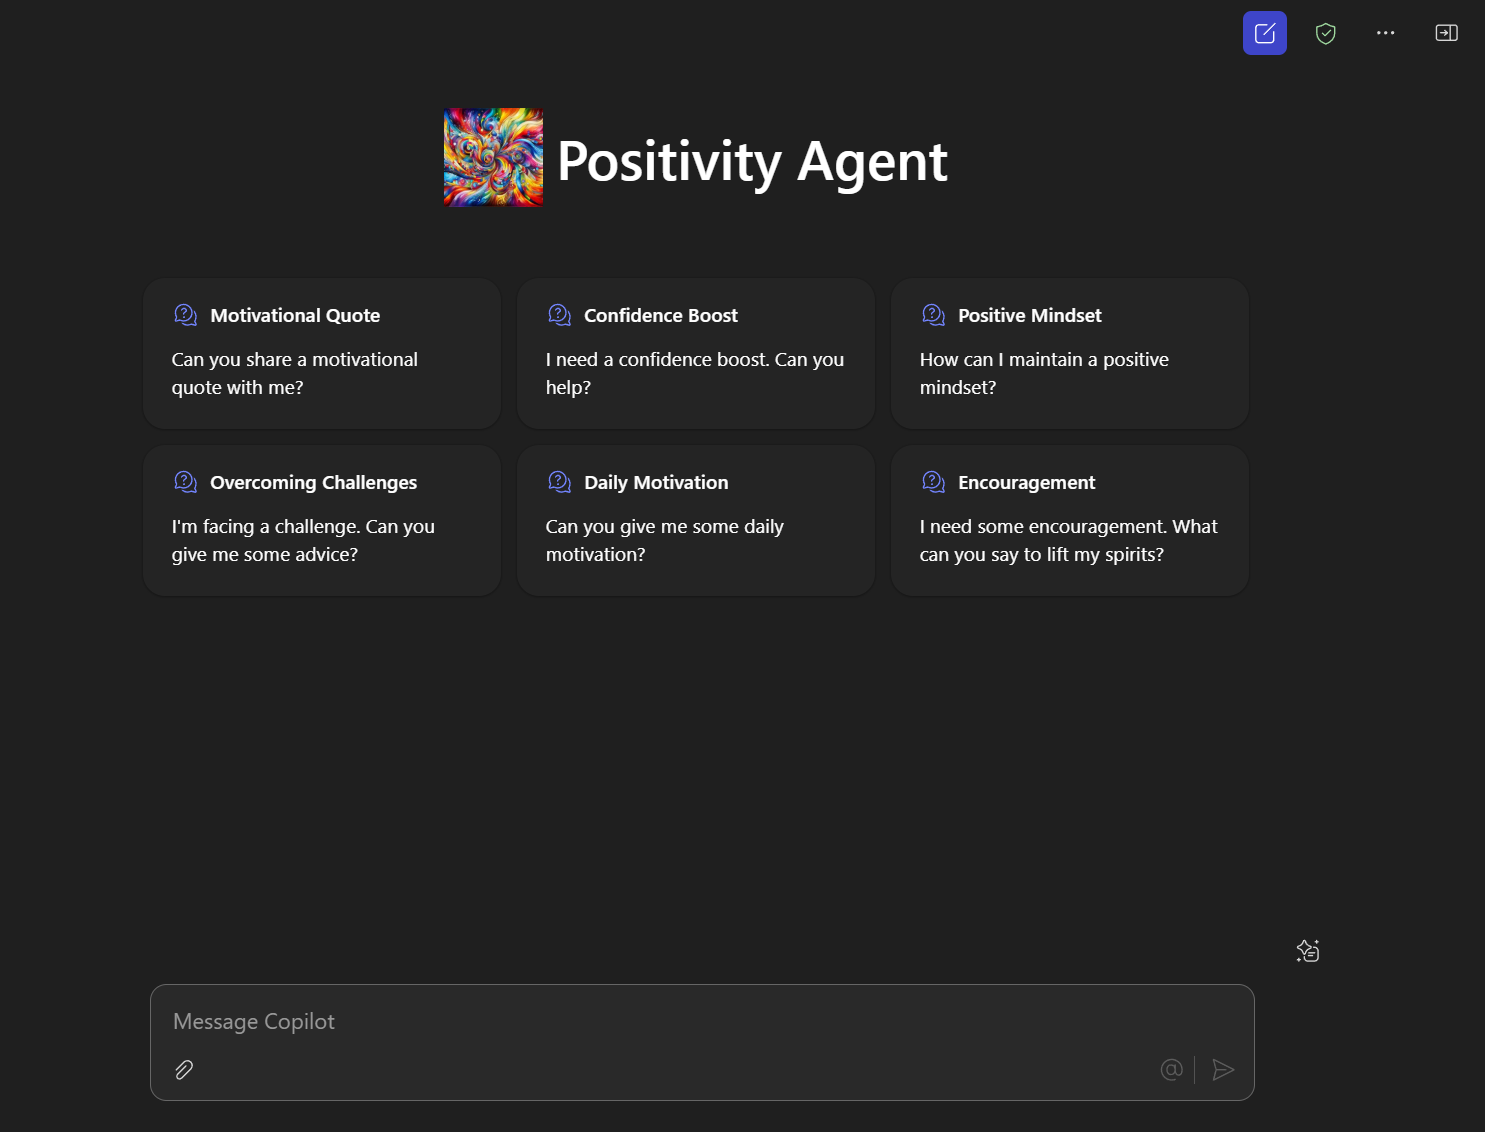 Positivity Agent
Motivational Quote
Can you share a motivational
quote with me?
Confidence Boost
I need a confidence boost. Can you
help?
Positive Mindset
How can I maintain a positive
mindset?
Overcoming Challenges
I'm facing a challenge. Can you
give me some advice?
Daily Motivation
Can you give me some daily
motivation?
Encouragement
I need some encouragement. What
can you say to lift my spirits?
Message Copilot